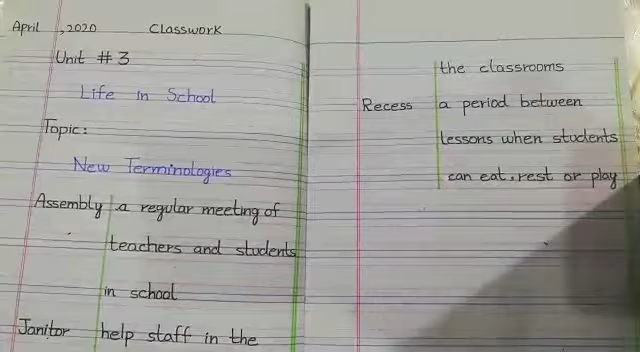 April , 2020 Classwork
Unit # 3
Life in School
Topic:
New Terminologies
Assembly a regular meeting of
teachers and students
in school
Janitor help staff in the
the classrooms
Recess a period between
lessons when students
can eat, rest or play